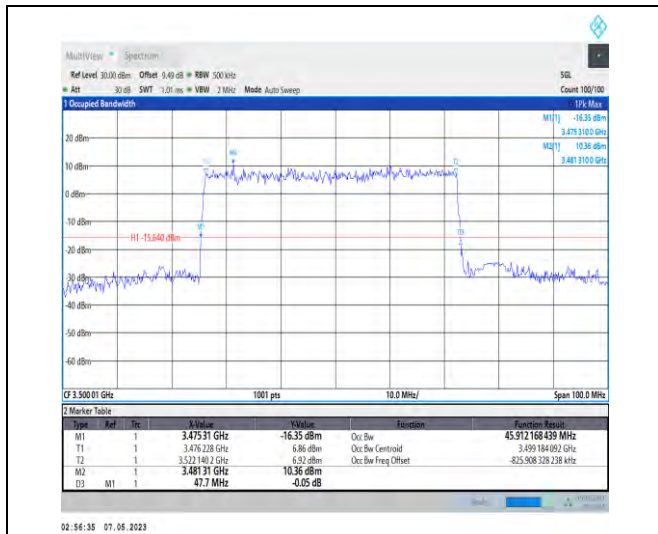 MultiView Spectrum
Ref Level 30.00 dBm Offset 9.49 dB RBW 500 kHz SGL
Att 30 dB SWT 1.01 ms VBW 2 MHz Mode Auto Sweep Count 100/100
1 Occupied Bandwidth 1Pk Max
M1[1] -16.35 dBm
3.475 310 0 GHz
M2[1] 10.36 dBm
3.481 310 0 GHz
20 dBm
10 dBm
0 dBm
-10 dBm
-20 dBm
-30 dBm
-40 dBm
-50 dBm
-60 dBm
M2
T2
M1
D3
H1 -15.640 dBm
CF 3.500 01 GHz 1001 pts 10.0 MHz/ Span 100.0 MHz
2 Marker Table
Type Ref Trc X-Value Y-Value Function Function Result
M1 1 3.475 31 GHz -16.35 dBm Occ Bw 45.912 168 439 MHz
T1 1 3.476 228 GHz 6.86 dBm Occ Bw Centroid 3.499 184 092 GHz
T2 1 3.522 140 2 GHz 6.92 dBm Occ Bw Freq Offset -825.908 328 238 kHz
M2 1 3.481 31 GHz 10.36 dBm
D3 M1 1 47.7 MHz -0.05 dB
02:56:35 07.05.2023